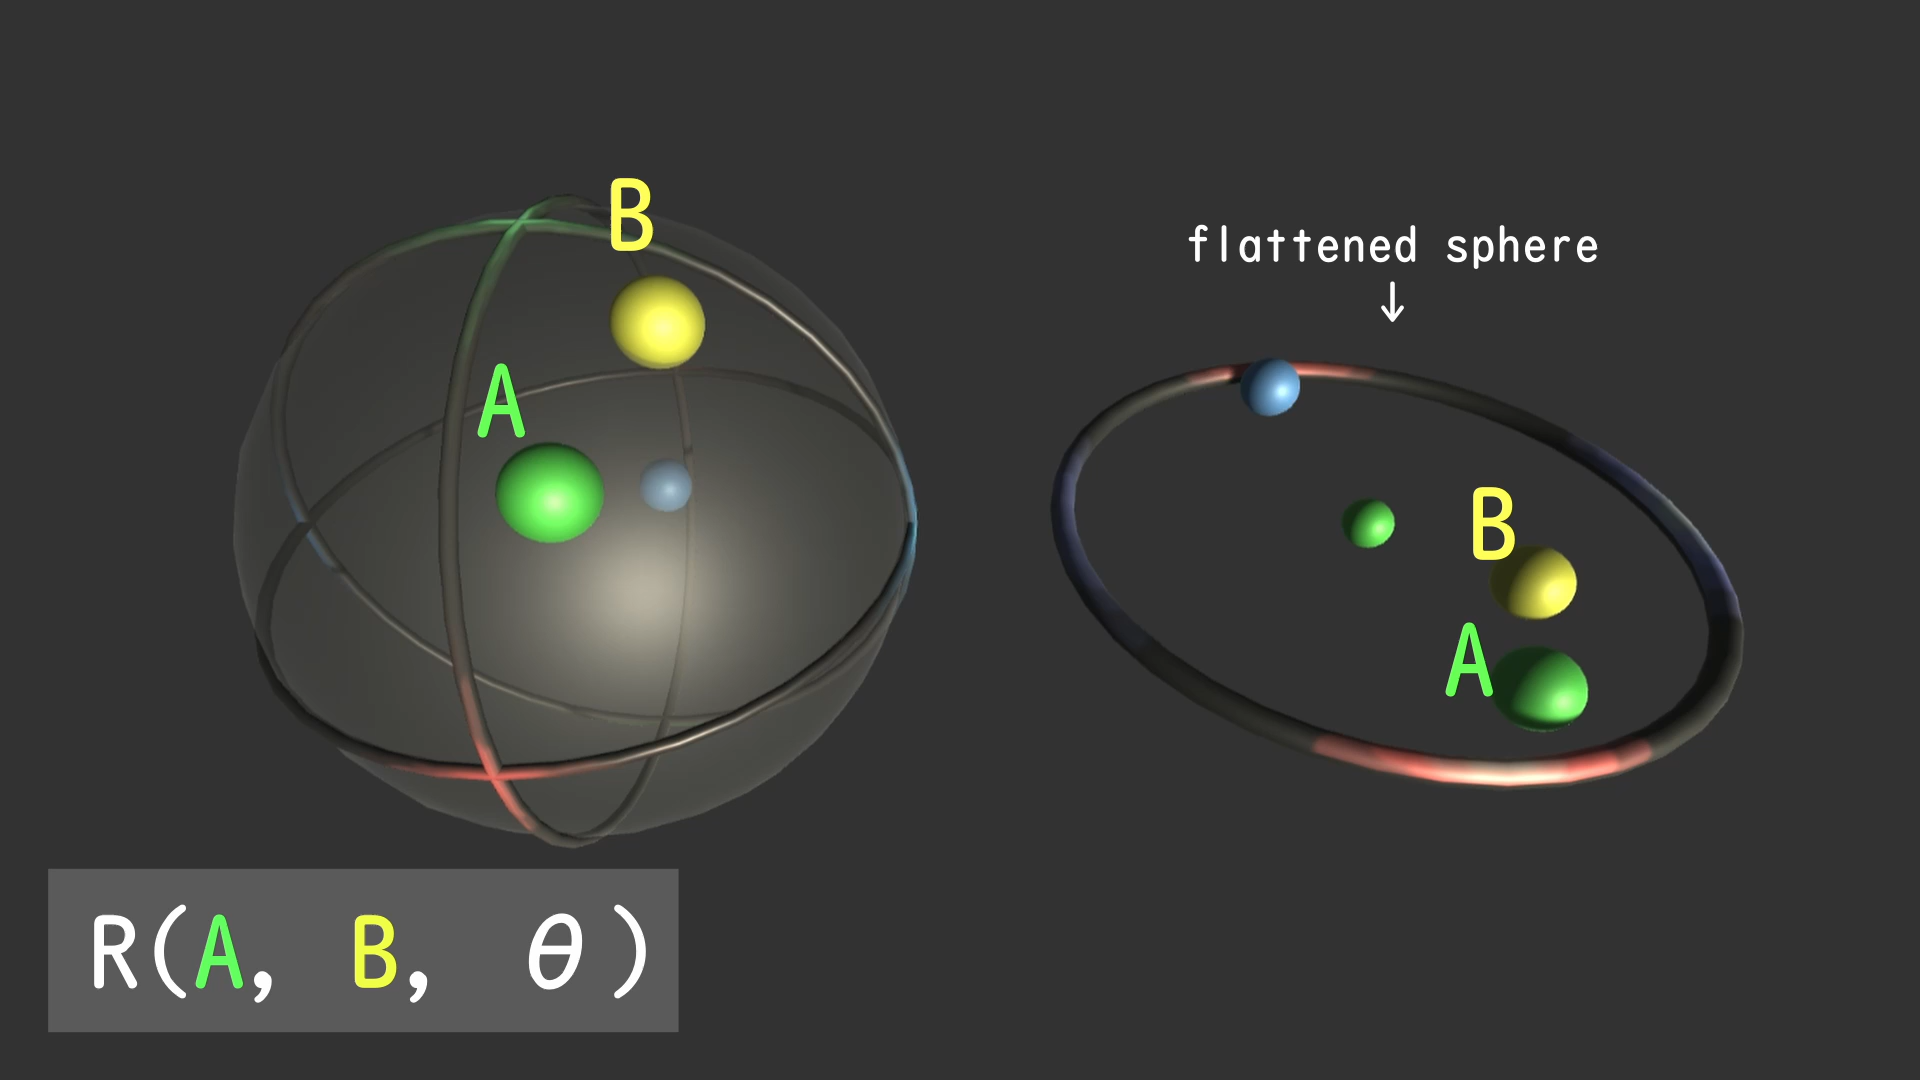 B
A
flattened sphere
↓
B
A
R(A, B, θ)